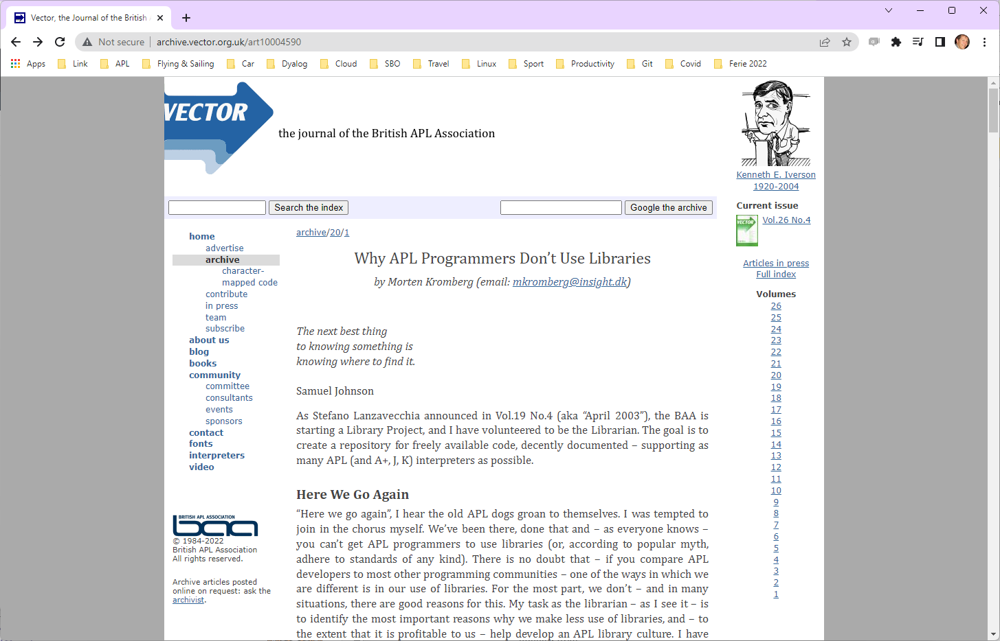 Vector, the Journal of the British A
Not secure
archive.vector.org.uk/art10004590
Apps Link APL Flying & Sailing Car Dyalog Cloud SBO Travel Linux Sport Productivity Git Covid Ferie 2022
VECTOR
the journal of the British APL Association
Kenneth E. Iverson
1920-2004
Search the index
Google the archive
home
advertise
archive
character-
mapped code
contribute
in press
team
subscribe
about us
blog
books
community
committee
consultants
events
sponsors
contact
fonts
interpreters
video
BRITISH APL ASSOCIATION
baa
© 1984-2022
British APL Association
All rights reserved.
Archive articles posted
online on request: ask the
archivist.
archive/20/1
Why APL Programmers Don’t Use Libraries
by Morten Kromberg (email: mkromberg@insight.dk)
The next best thing
to knowing something is
knowing where to find it.
Samuel Johnson
As Stefano Lanzavecchia announced in Vol.19 No.4 (aka “April 2003”), the BAA is
starting a Library Project, and I have volunteered to be the Librarian. The goal is to
create a repository for freely available code, decently documented – supporting as
many APL (and A+, J, K) interpreters as possible.
Here We Go Again
“Here we go again”, I hear the old APL dogs groan to themselves. I was tempted to
join in the chorus myself. We’ve been there, done that and – as everyone knows –
you can’t get APL programmers to use libraries (or, according to popular myth,
adhere to standards of any kind). There is no doubt that – if you compare APL
developers to most other programming communities – one of the ways in which we
are different is in our use of libraries. For the most part, we don’t – and in many
situations, there are good reasons for this. My task as the librarian – as I see it – is
to identify the most important reasons why we make less use of libraries, and – to
the extent that it is profitable to us – help develop an APL library culture. I have
Current issue
VECTOR
Vol.26 No.4
Articles in press
Full index
Volumes
26
25
24
23
22
21
20
19
18
17
16
15
14
13
12
11
10
9
8
7
6
5
4
3
2
1